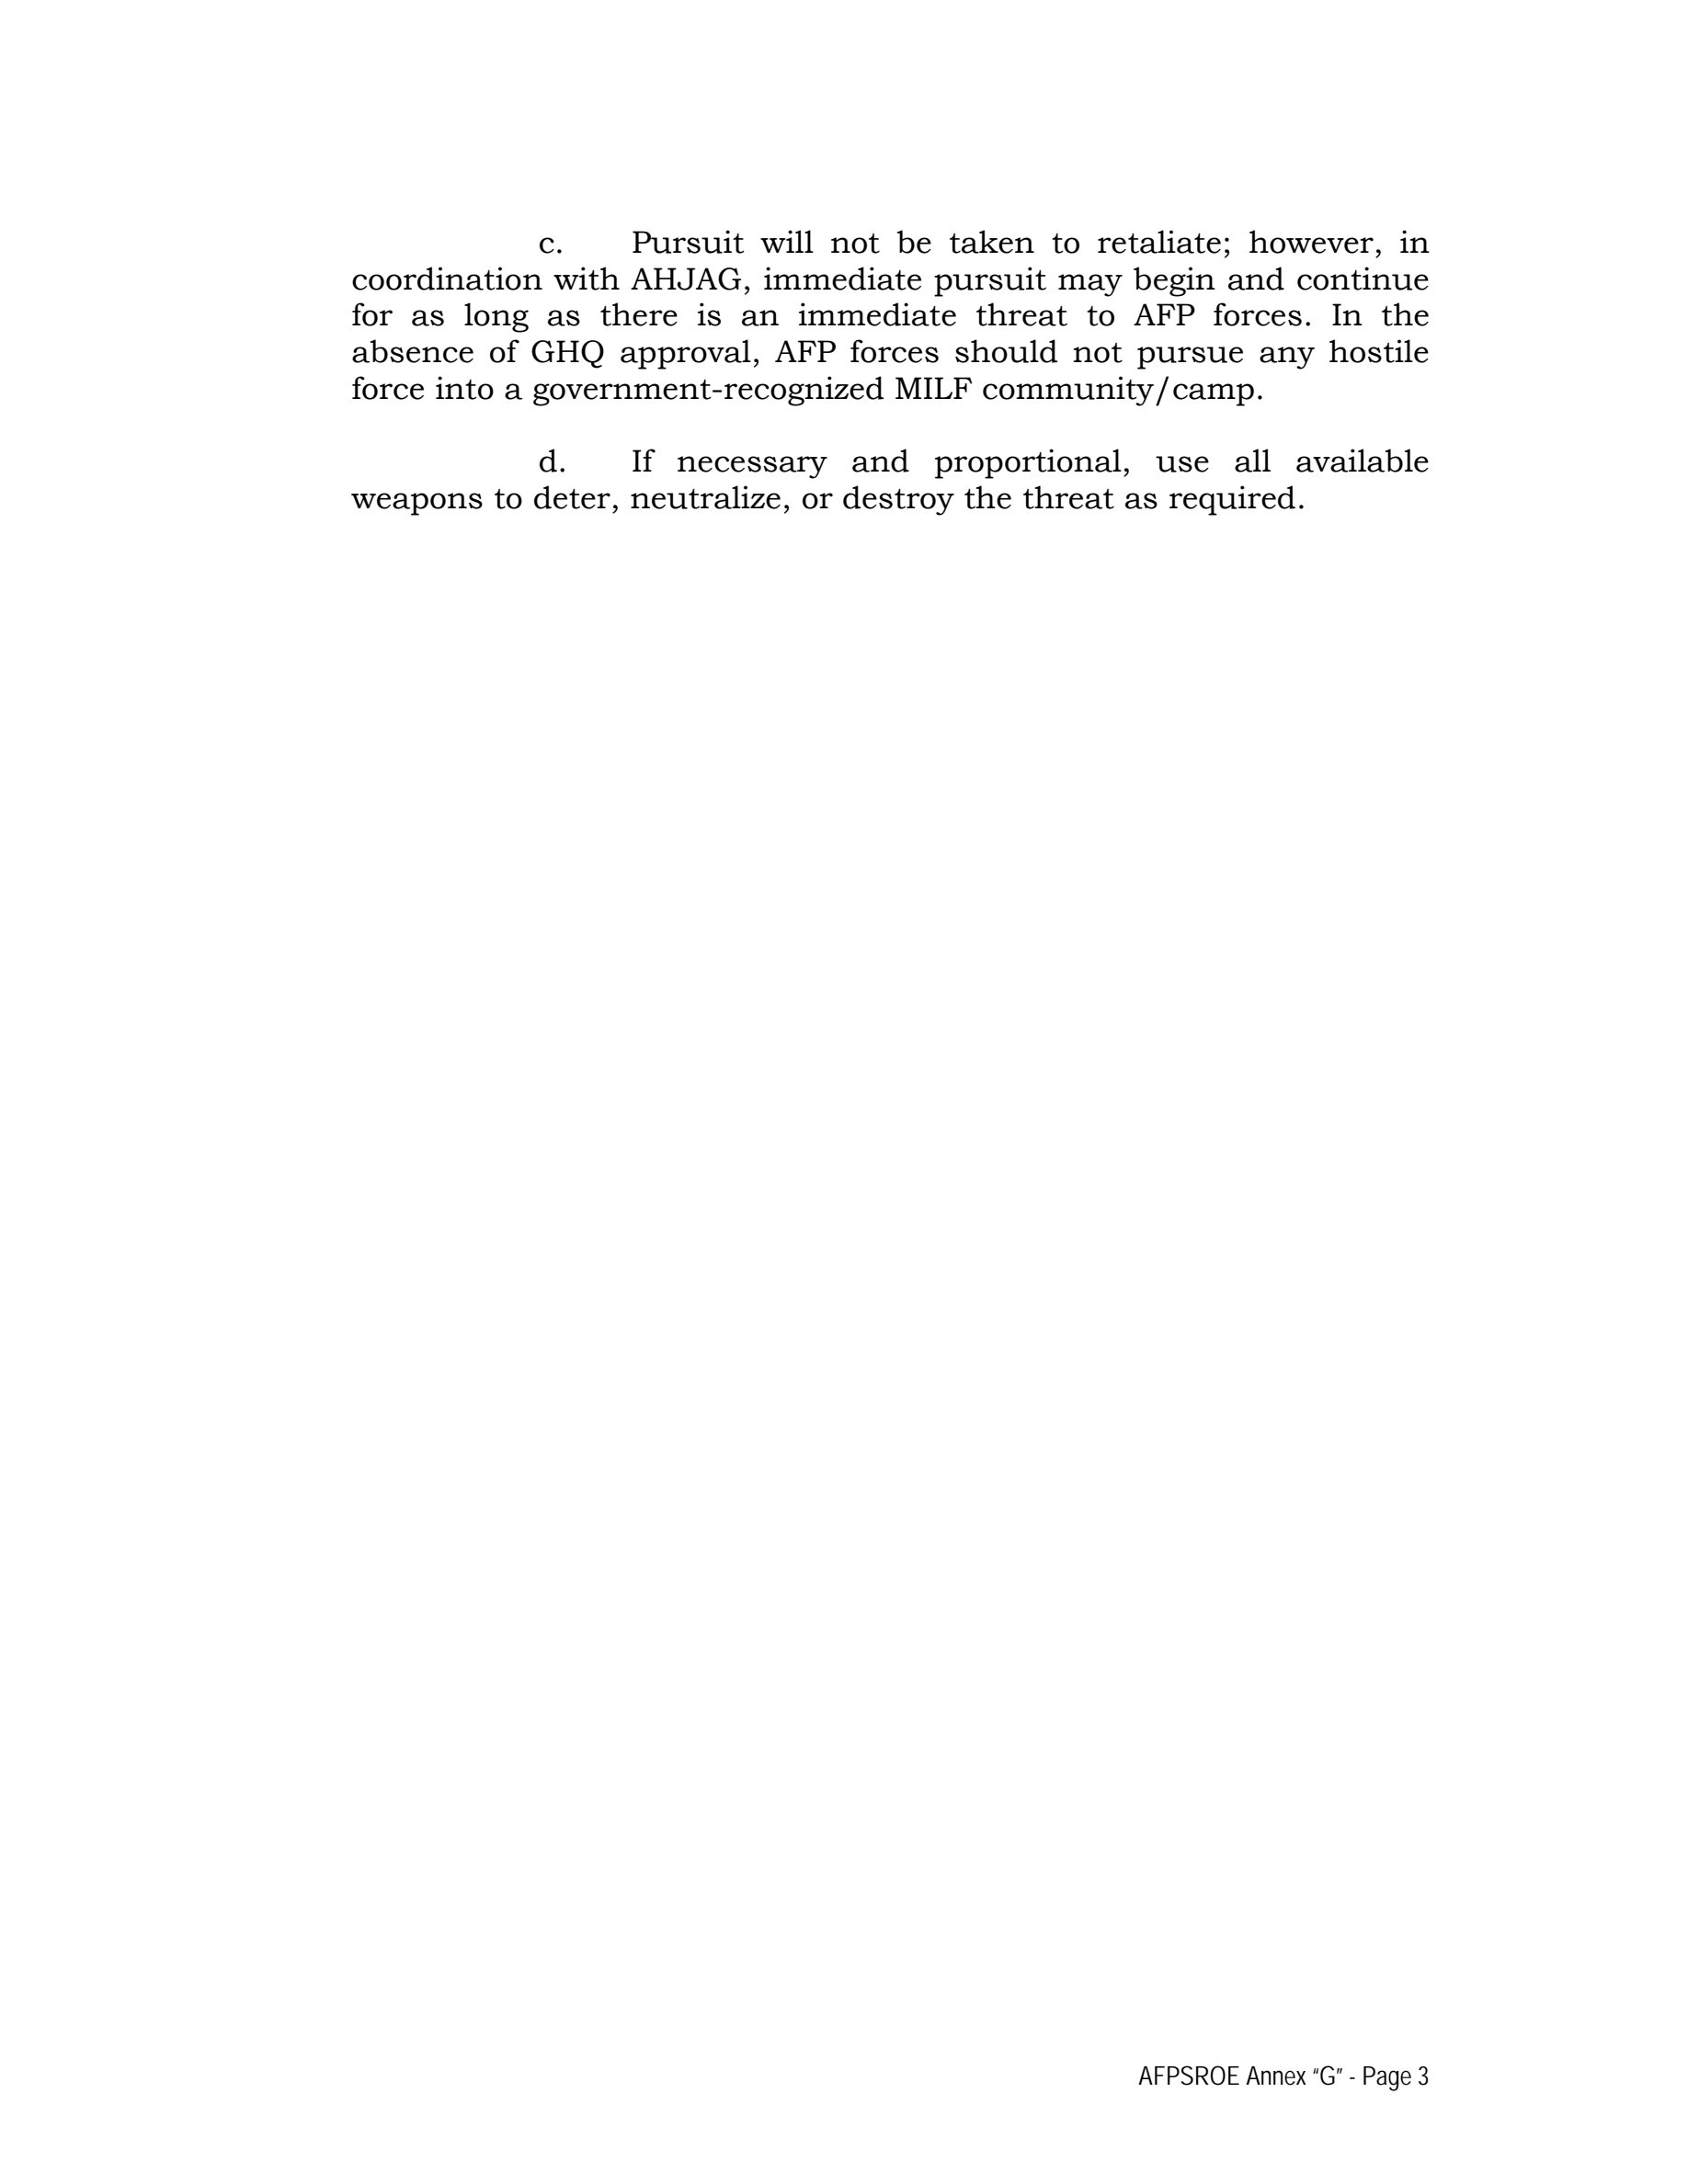 c. Pursuit will not be taken to retaliate; however, in
coordination with AHJAG, immediate pursuit may begin and continue
for as long as there is an immediate threat to AFP forces. In the
absence of GHQ approval, AFP forces should not pursue any hostile
force into a government-recognized MILF community/camp.
d. If necessary and proportional, use all available
weapons to deter, neutralize, or destroy the threat as required.
AFPSROE Annex “G” - Page 3